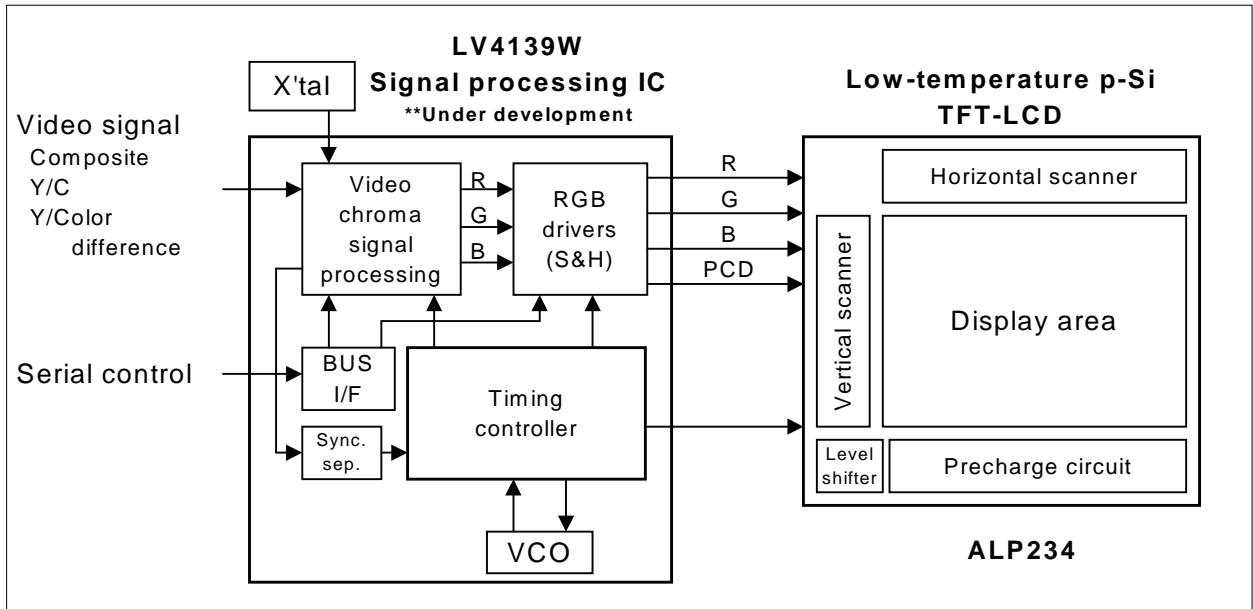 LV4139W
Signal processing IC
**Under development
X'tal
Video signal
Composite
Y/C
Y/Color
difference
Serial control
Video
chroma
signal
processing
R
G
B
RGB
drivers
(S&H)
BUS
I/F
Sync.
sep.
Timing
controller
VCO
R
G
B
PCD
Low-temperature p-Si
TFT-LCD
Horizontal scanner
Vertical scanner
Display area
Level
shifter
Precharge circuit
ALP234